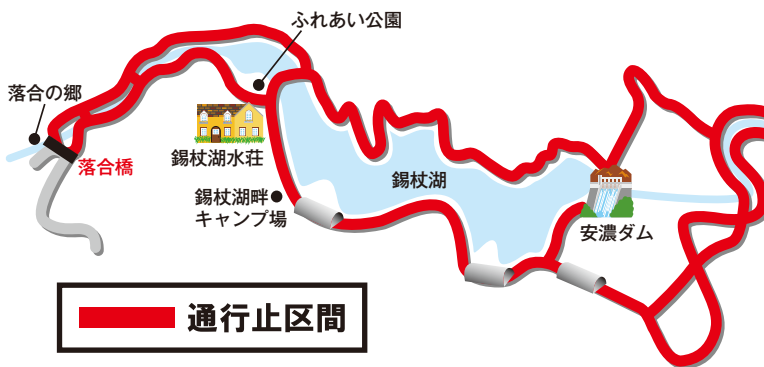 ふれあい公園
落合の郷
落合橋
錫杖湖水荘
錫杖湖畔
キャンプ場
錫杖湖
安濃ダム
通行止区間